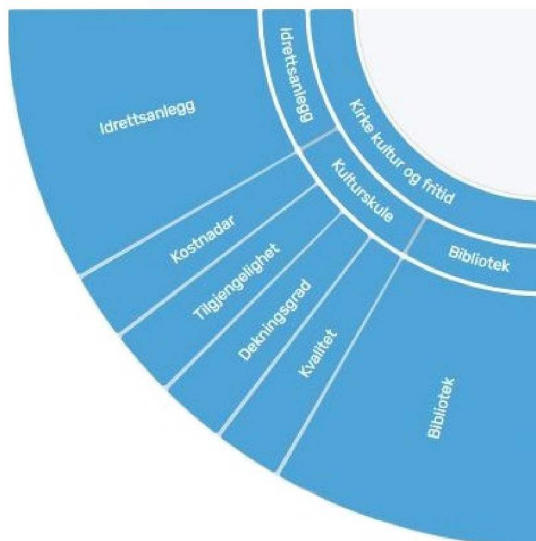 Kirke kultur og fritid
Idrettsanlegg
Kulturskule
Bibliotek
Idrettsanlegg
Kostnadar
Tilgjengelighet
Dekningsgrad
Kvalitet
Bibliotek